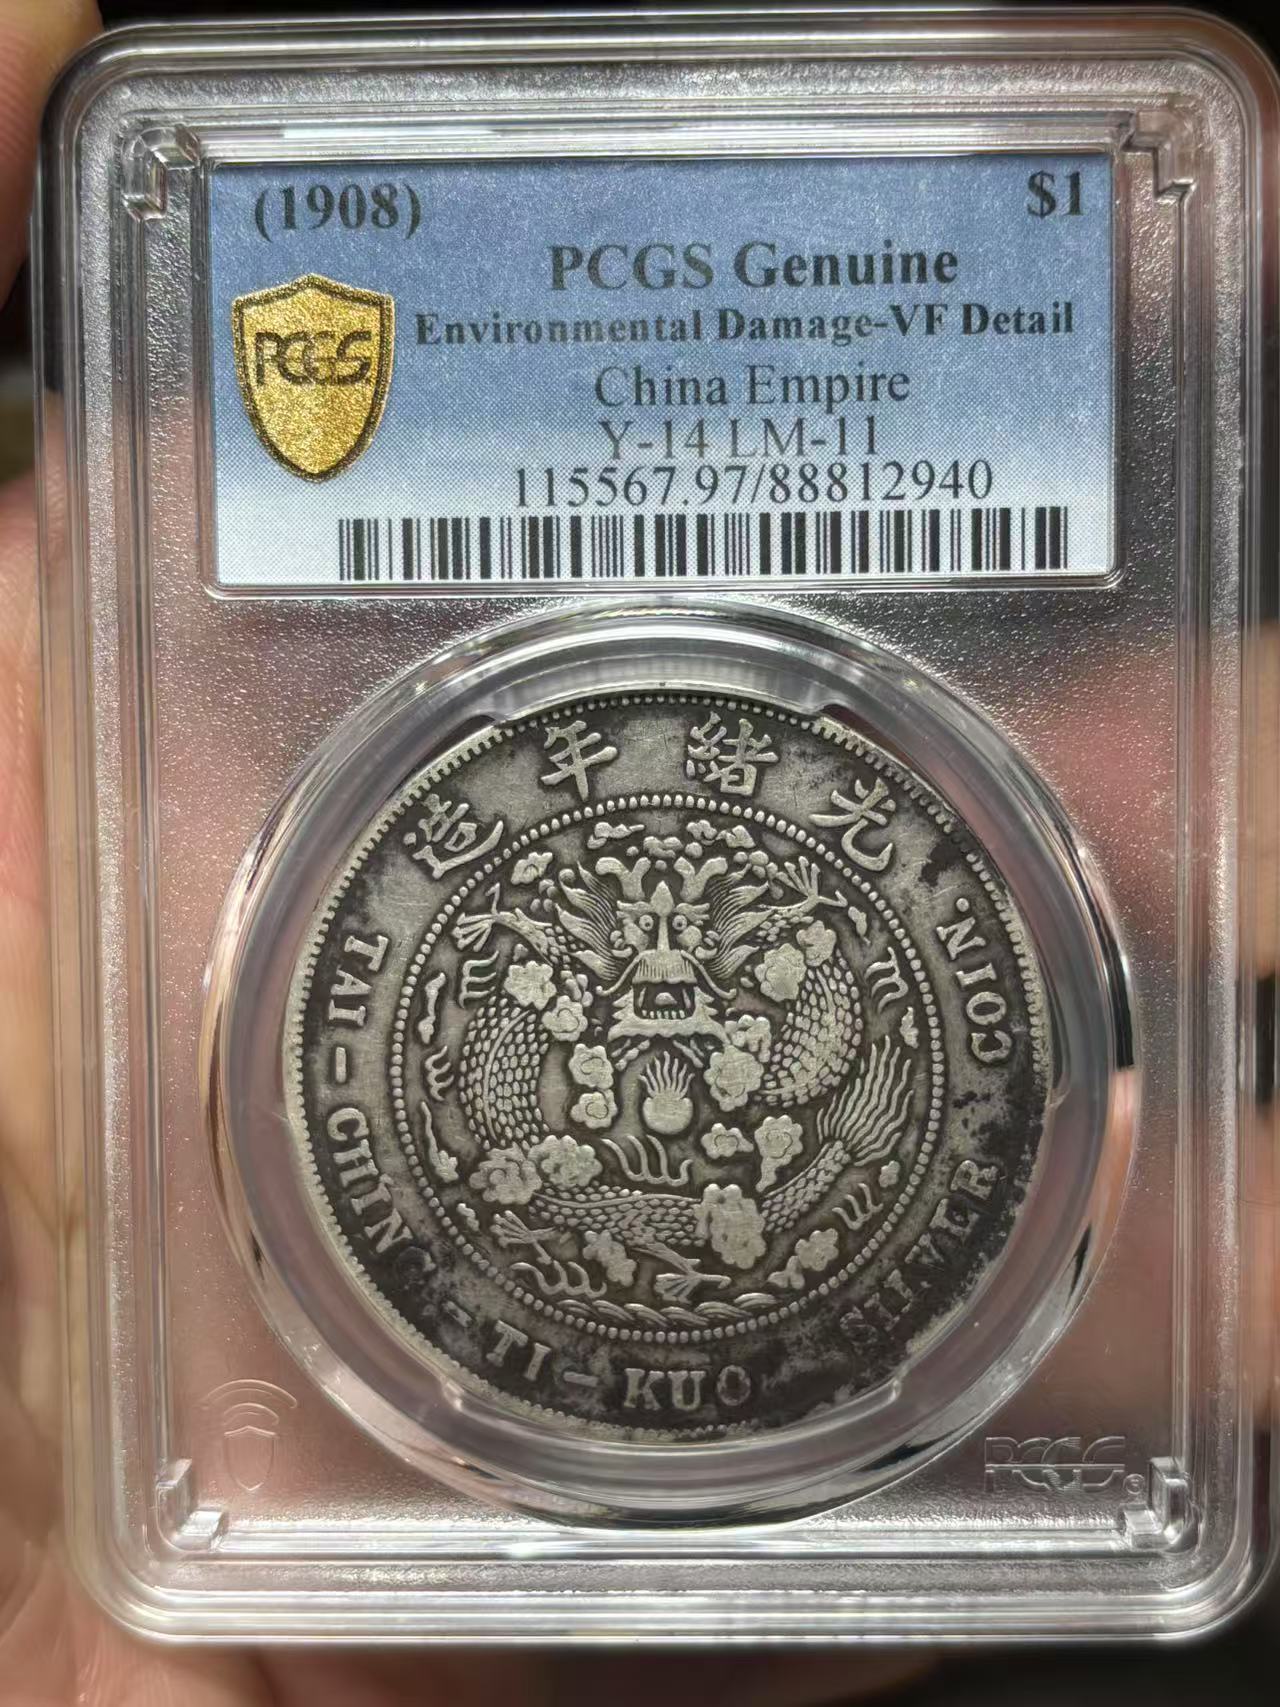 (1908) $1
PCGS Genuine
PCGS
Environmental Damage-VF Detail
China Empire
Y-14 LM-11
115567.97/88812940
光緒年造
TAI-CHING-TI-KUO SILVER COIN.
PCGS